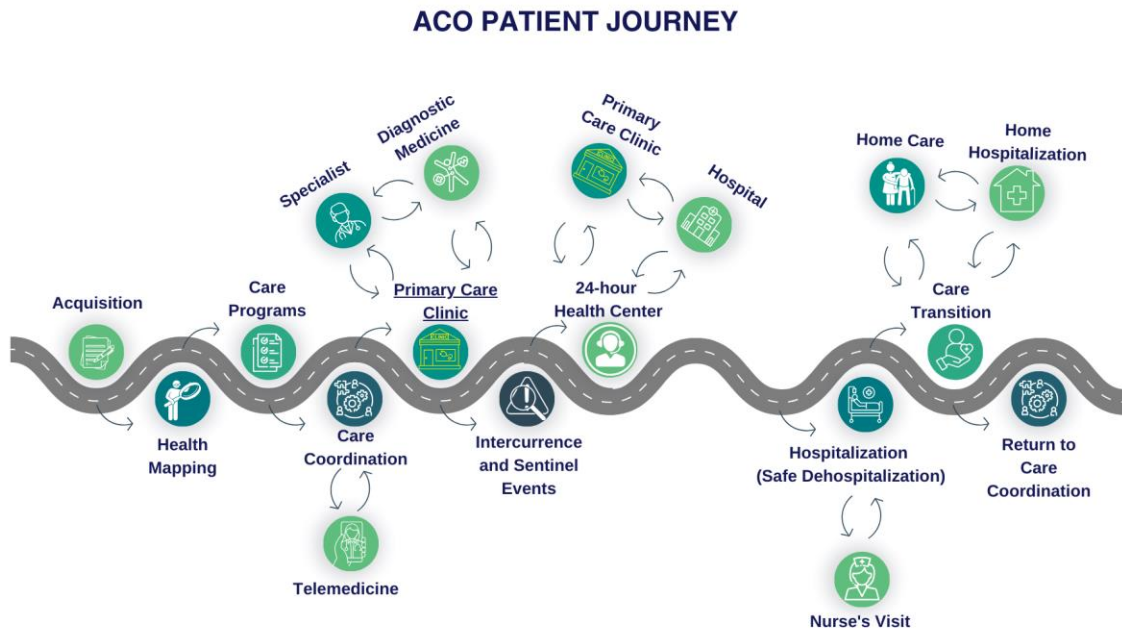 ACO PATIENT JOURNEY
Acquisition
Health
Mapping
Care
Programs
Care
Coordination
Telemedicine
Primary Care
Clinic
CLINIC
Specialist
Diagnostic
Medicine
Intercurrence
and Sentinel
Events
24-hour
Health Center
Primary
Care Clinic
CLINIC
Hospital
Hospitalization
(Safe Dehospitalization)
Nurse's Visit
Care
Transition
Home Care
Home
Hospitalization
Return to
Care
Coordination